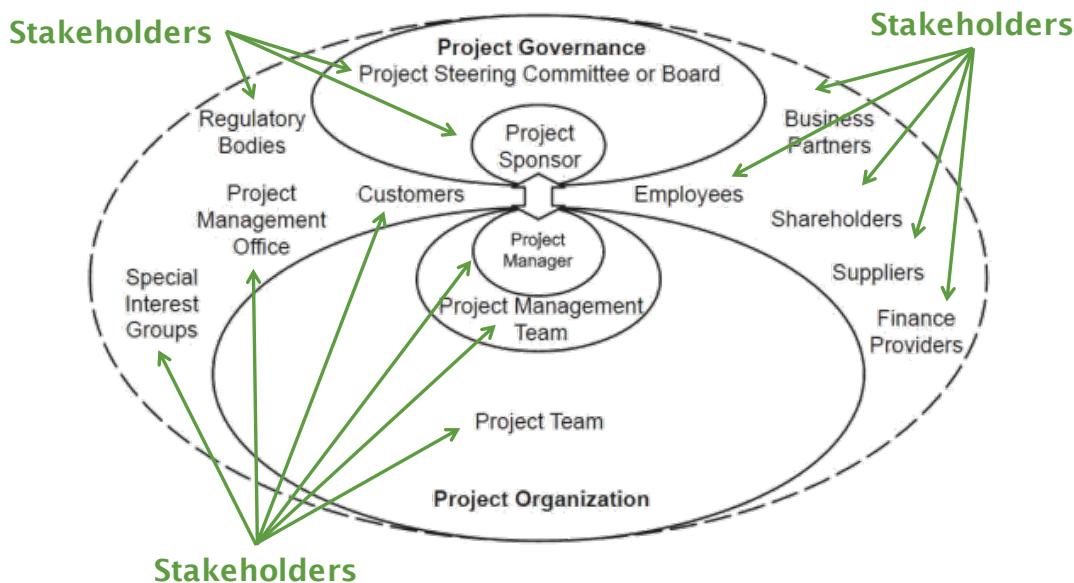 Stakeholders
Stakeholders
Project Governance
Project Steering Committee or Board
Regulatory
Bodies
Project
Sponsor
Business
Partners
Project
Management
Office
Customers
Employees
Shareholders
Project
Manager
Special
Interest
Groups
Suppliers
Project Management
Team
Finance
Providers
Project Team
Project Organization
Stakeholders